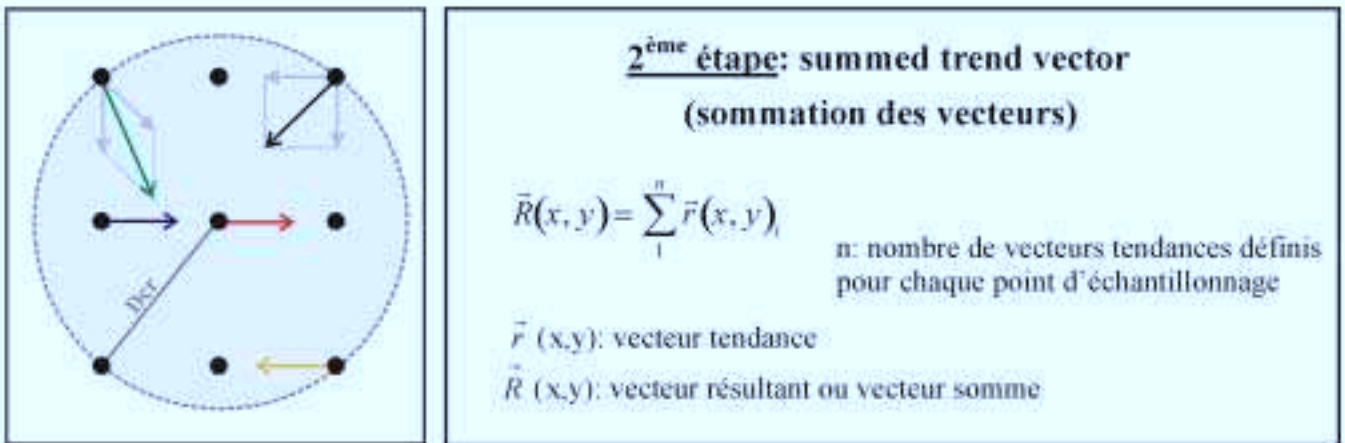 Dcr
2ème étape: summed trend vector
(sommation des vecteurs)
R⃗(x, y) = ∑₁ⁿ r⃗(x, y)ᵢ
n: nombre de vecteurs tendances définis
pour chaque point d'échantillonnage
r⃗ (x,y): vecteur tendance
R⃗ (x,y): vecteur résultant ou vecteur somme